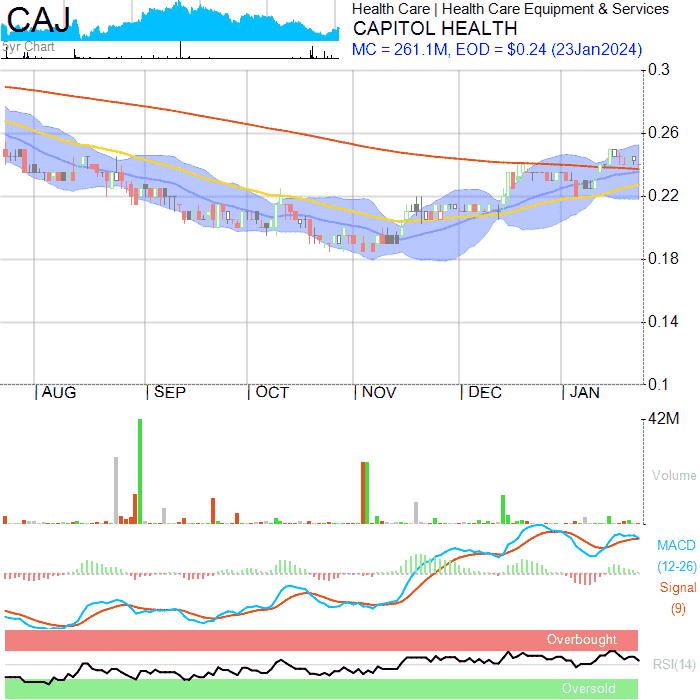 CAJ
5yr Chart
Health Care | Health Care Equipment & Services
CAPITOL HEALTH
MC = 261.1M, EOD = $0.24 (23Jan2024)
0.3
0.26
0.22
0.18
0.14
0.1
AUG SEP OCT NOV DEC JAN
42M
Volume
MACD
(12-26)
Signal
(9)
Overbought
RSI(14)
Oversold